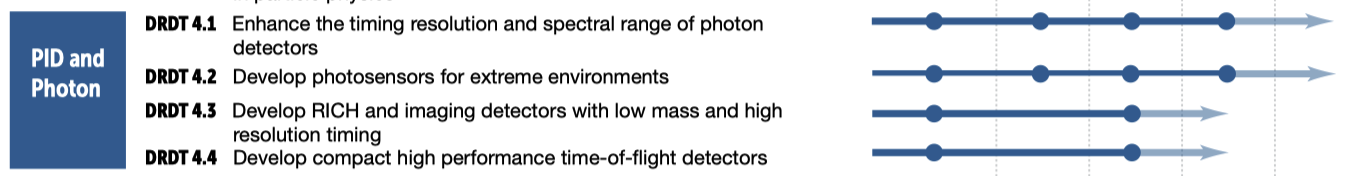 PID and
Photon
DRDT 4.1 Enhance the timing resolution and spectral range of photon
detectors
DRDT 4.2 Develop photosensors for extreme environments
DRDT 4.3 Develop RICH and imaging detectors with low mass and high
resolution timing
DRDT 4.4 Develop compact high performance time-of-flight detectors